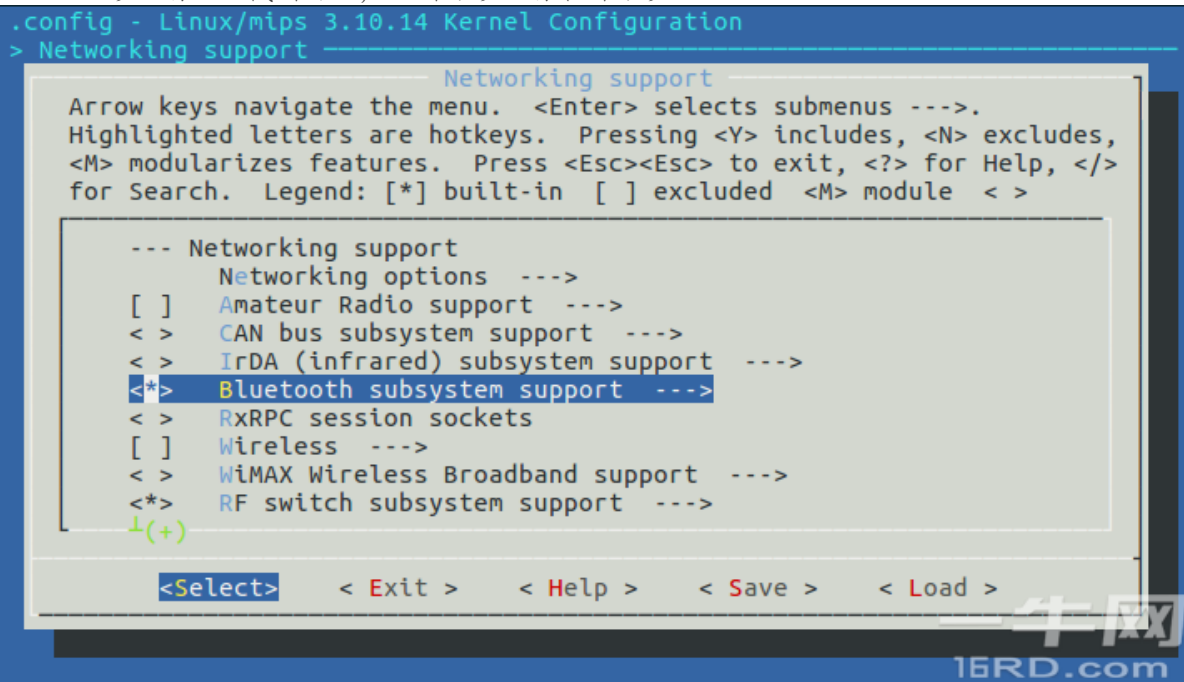 .config - Linux/mips 3.10.14 Kernel Configuration
> Networking support
Networking support
Arrow keys navigate the menu.  <Enter> selects submenus --->.
Highlighted letters are hotkeys.  Pressing <Y> includes, <N> excludes,
<M> modularizes features.  Press <Esc><Esc> to exit, <?> for Help, </>
for Search.  Legend: [*] built-in  [ ] excluded  <M> module  < >
--- Networking support
Networking options  --->
[ ]   Amateur Radio support  --->
< >   CAN bus subsystem support  --->
< >   IrDA (infrared) subsystem support  --->
<*>   Bluetooth subsystem support  --->
< >   RxRPC session sockets
[ ]   Wireless  --->
< >   WiMAX Wireless Broadband support  --->
<*>   RF switch subsystem support  --->
┴(+)
<Select>    < Exit >    < Help >    < Save >    < Load >
一牛网
16RD.com